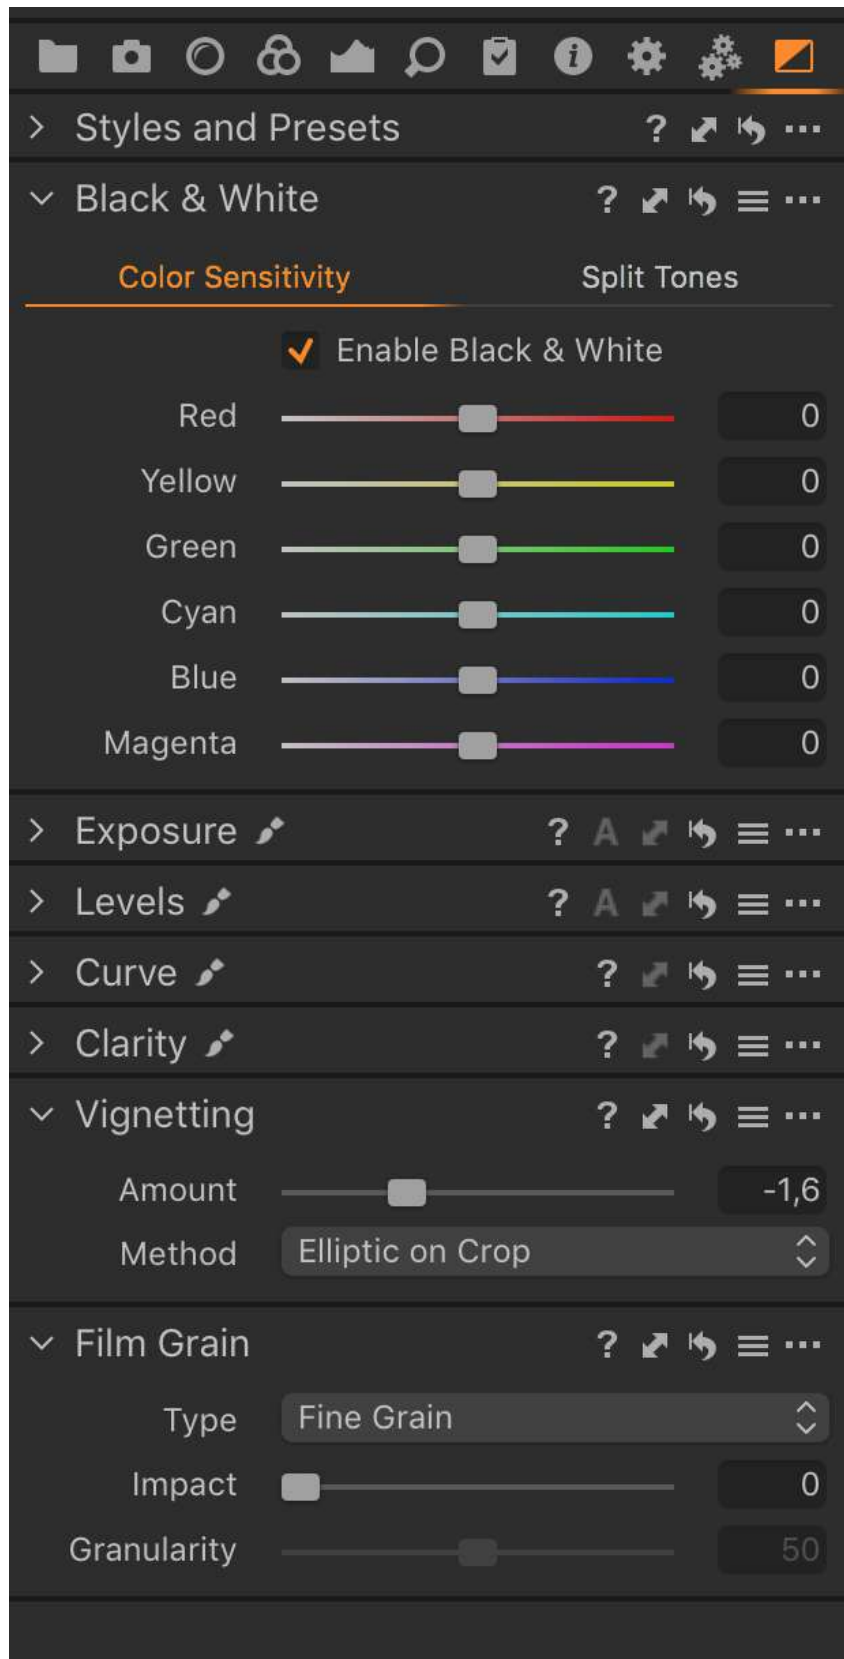 Styles and Presets ? ...
Black & White ? ...
Color Sensitivity Split Tones
Enable Black & White
Red 0
Yellow 0
Green 0
Cyan 0
Blue 0
Magenta 0
Exposure ? A ...
Levels ? A ...
Curve ? ...
Clarity ? ...
Vignetting ? ...
Amount -1,6
Method Elliptic on Crop
Film Grain ? ...
Type Fine Grain
Impact 0
Granularity 50